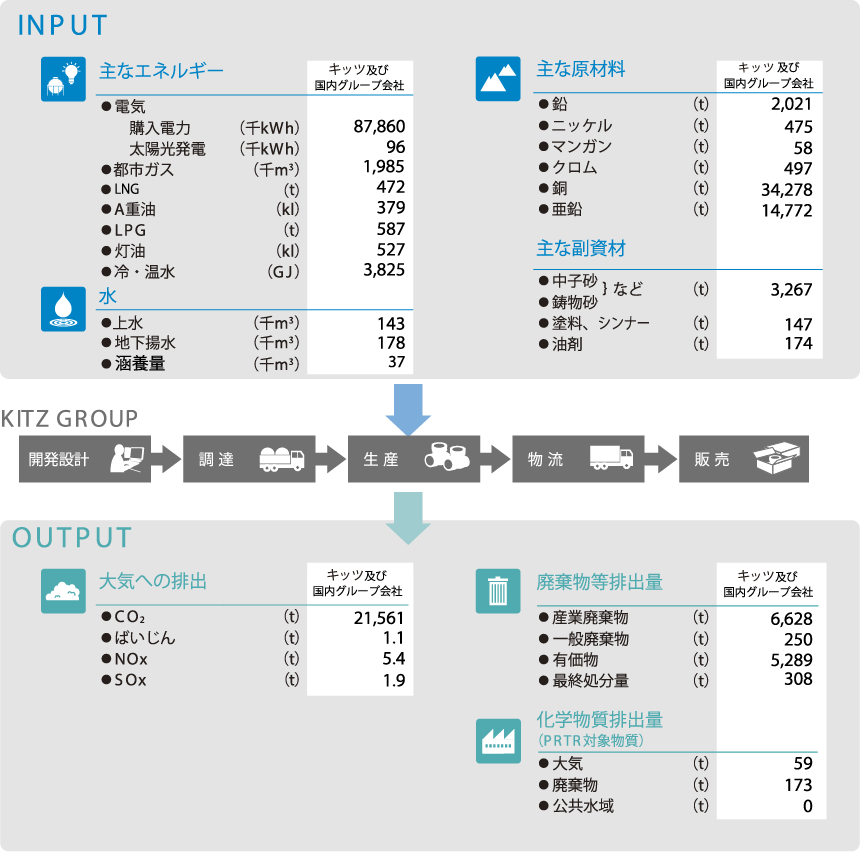 INPUT
主なエネルギー
キッツ及び
国内グループ会社
●電気
購入電力 (千kWh) 87,860
太陽光発電 (千kWh) 96
●都市ガス (千m³) 1,985
●LNG (t) 472
●A重油 (kl) 379
●LPG (t) 587
●灯油 (kl) 527
●冷・温水 (GJ) 3,825
水
●上水 (千m³) 143
●地下揚水 (千m³) 178
●涵養量 (千m³) 37
主な原材料
キッツ及び
国内グループ会社
●鉛 (t) 2,021
●ニッケル (t) 475
●マンガン (t) 58
●クロム (t) 497
●銅 (t) 34,278
●亜鉛 (t) 14,772
主な副資材
●中子砂
●鋳物砂
}など (t) 3,267
●塗料、シンナー (t) 147
●油剤 (t) 174
KITZ GROUP
開発設計
調達
生産
物流
販売
OUTPUT
大気への排出
キッツ及び
国内グループ会社
●CO₂ (t) 21,561
●ばいじん (t) 1.1
●NOx (t) 5.4
●SOx (t) 1.9
廃棄物等排出量
キッツ及び
国内グループ会社
●産業廃棄物 (t) 6,628
●一般廃棄物 (t) 250
●有価物 (t) 5,289
●最終処分量 (t) 308
化学物質排出量
(PRTR対象物質)
●大気 (t) 59
●廃棄物 (t) 173
●公共水域 (t) 0